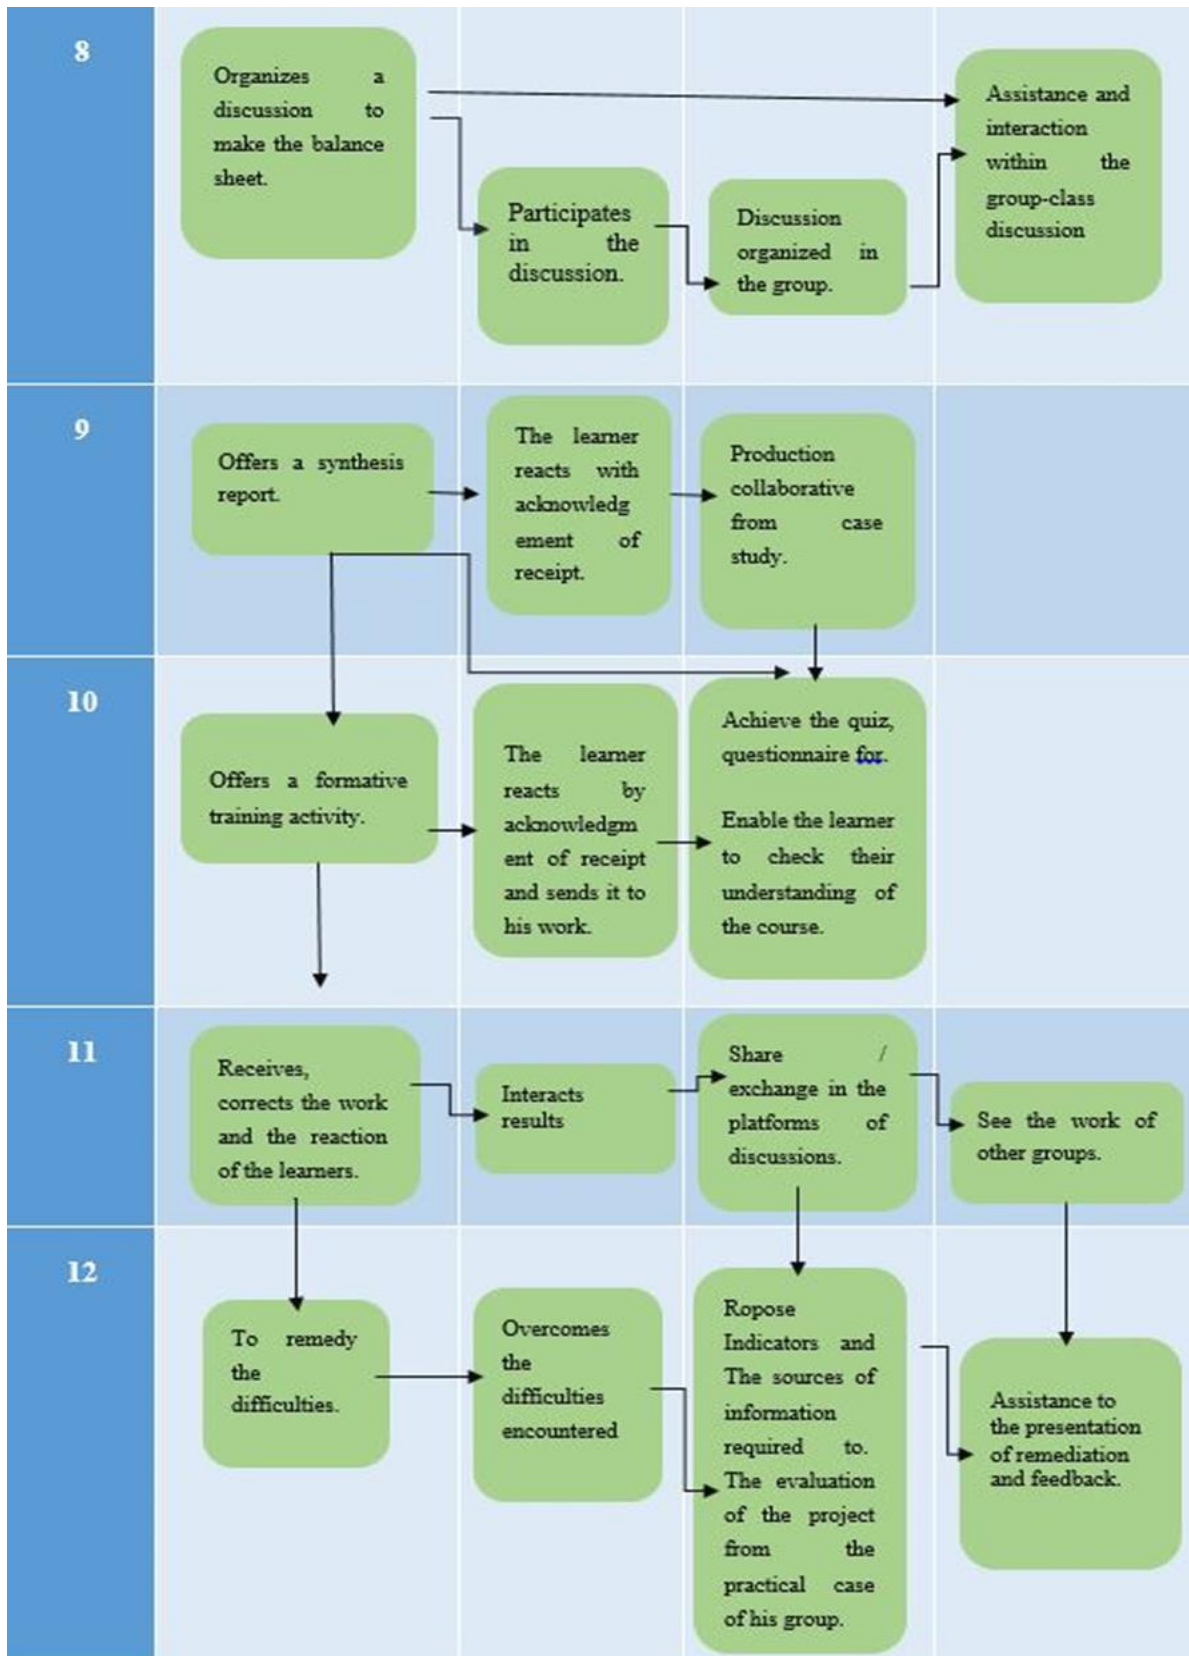 8
Organizes a
discussion to
make the balance
sheet.
Participates
in the
discussion.
Discussion
organized in
the group.
Assistance and
interaction
within the
group-class
discussion
9
Offers a synthesis
report.
The learner
reacts with
acknowledg
ement of
receipt.
Production
collaborative
from case
study.
10
Offers a formative
training activity.
The learner
reacts by
acknowledgm
ent of receipt
and sends it to
his work.
Achieve the quiz,
questionnaire for.
Enable the learner
to check their
understanding of
the course.
11
Receives,
corrects the work
and the reaction
of the learners.
Interacts
results
Share /
exchange in the
platforms of
discussions.
See the work of
other groups.
12
To remedy
the
difficulties.
Overcomes
the
difficulties
encountered
Ropose
Indicators and
The sources of
information
required to.
The evaluation
of the project
from the
practical case
of his group.
Assistance to
the presentation
of remediation
and feedback.